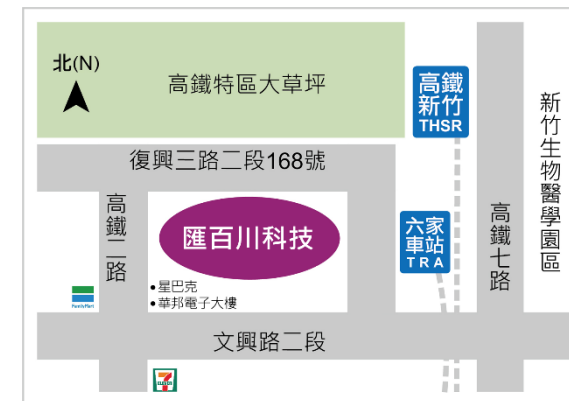 北(N)
高鐵特區大草坪
高鐵
新竹
THSR
新竹生物醫學園區
復興三路二段168號
高鐵二路
匯百川科技
六家
車站
TRA
高鐵七路
•星巴克
•華邦電子大樓
FamilyMart
文興路二段
7
ELEVEn